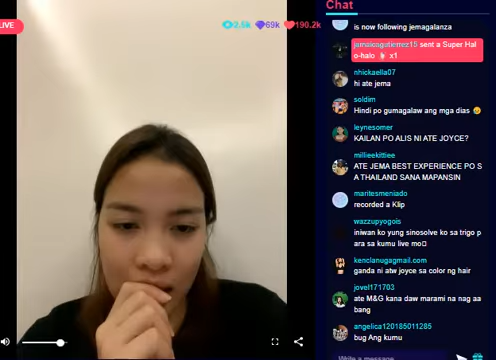 LIVE
2.5k 69k 190.2k
Chat
is now following jemagalanza
jamaicagutierrez15 sent a Super Hal
o-halo x1
nhickaella07
hi ate jema
soldim
Hindi po gumagalaw ang mga dias
leynesomer
KAILAN PO ALIS NI ATE JOYCE?
millieekittiee
ATE JEMA BEST EXPERIENCE PO S
A THAILAND SANA MAPANSIN
maritesmeniado
recorded a Klip
wazzupyogois
iniwan ko yung sinosolve ko sa trigo p
ara sa kumu live mo
kenclanugagmail.com
ganda ni atw joyce sa color ng hair
jovel171703
ate M&G kana daw marami na nag aa
bang
angelica120185011285
bug Ang kumu
Write a message